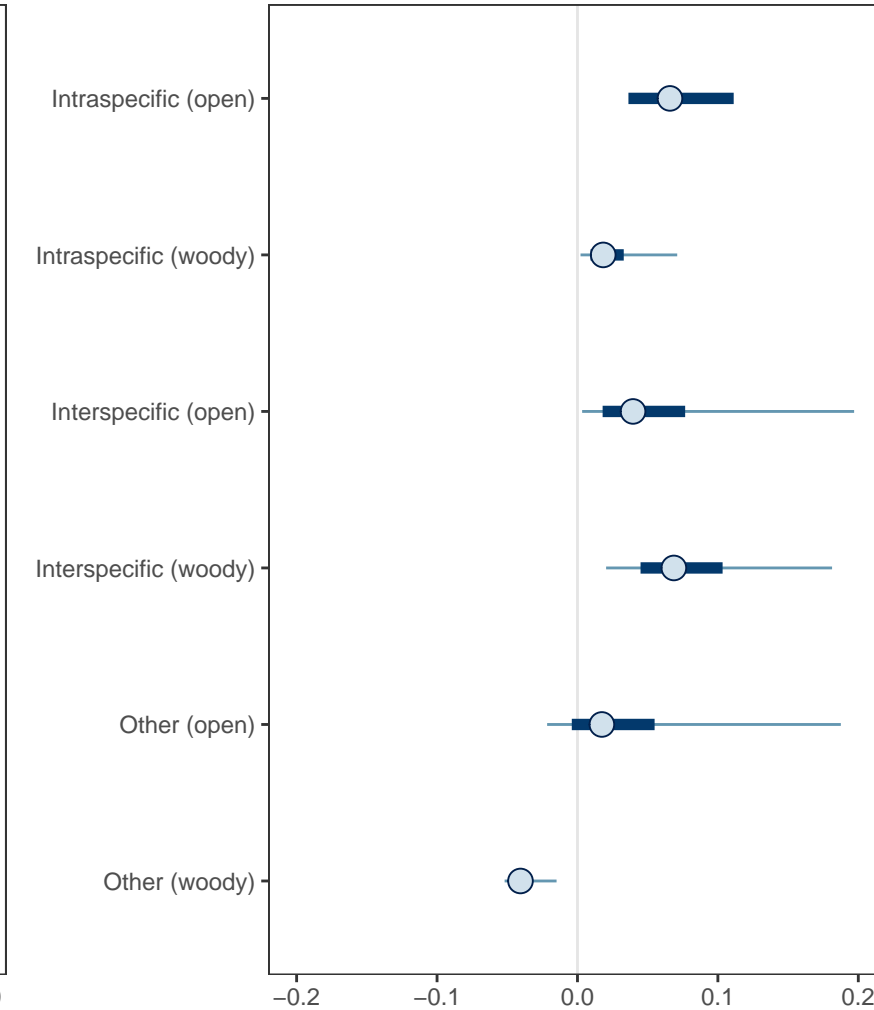 Intraspecific (open)
Intraspecific (woody)
Interspecific (open)
Interspecific (woody)
Other (open)
Other (woody)
−0.2 −0.1 0.0 0.1 0.2